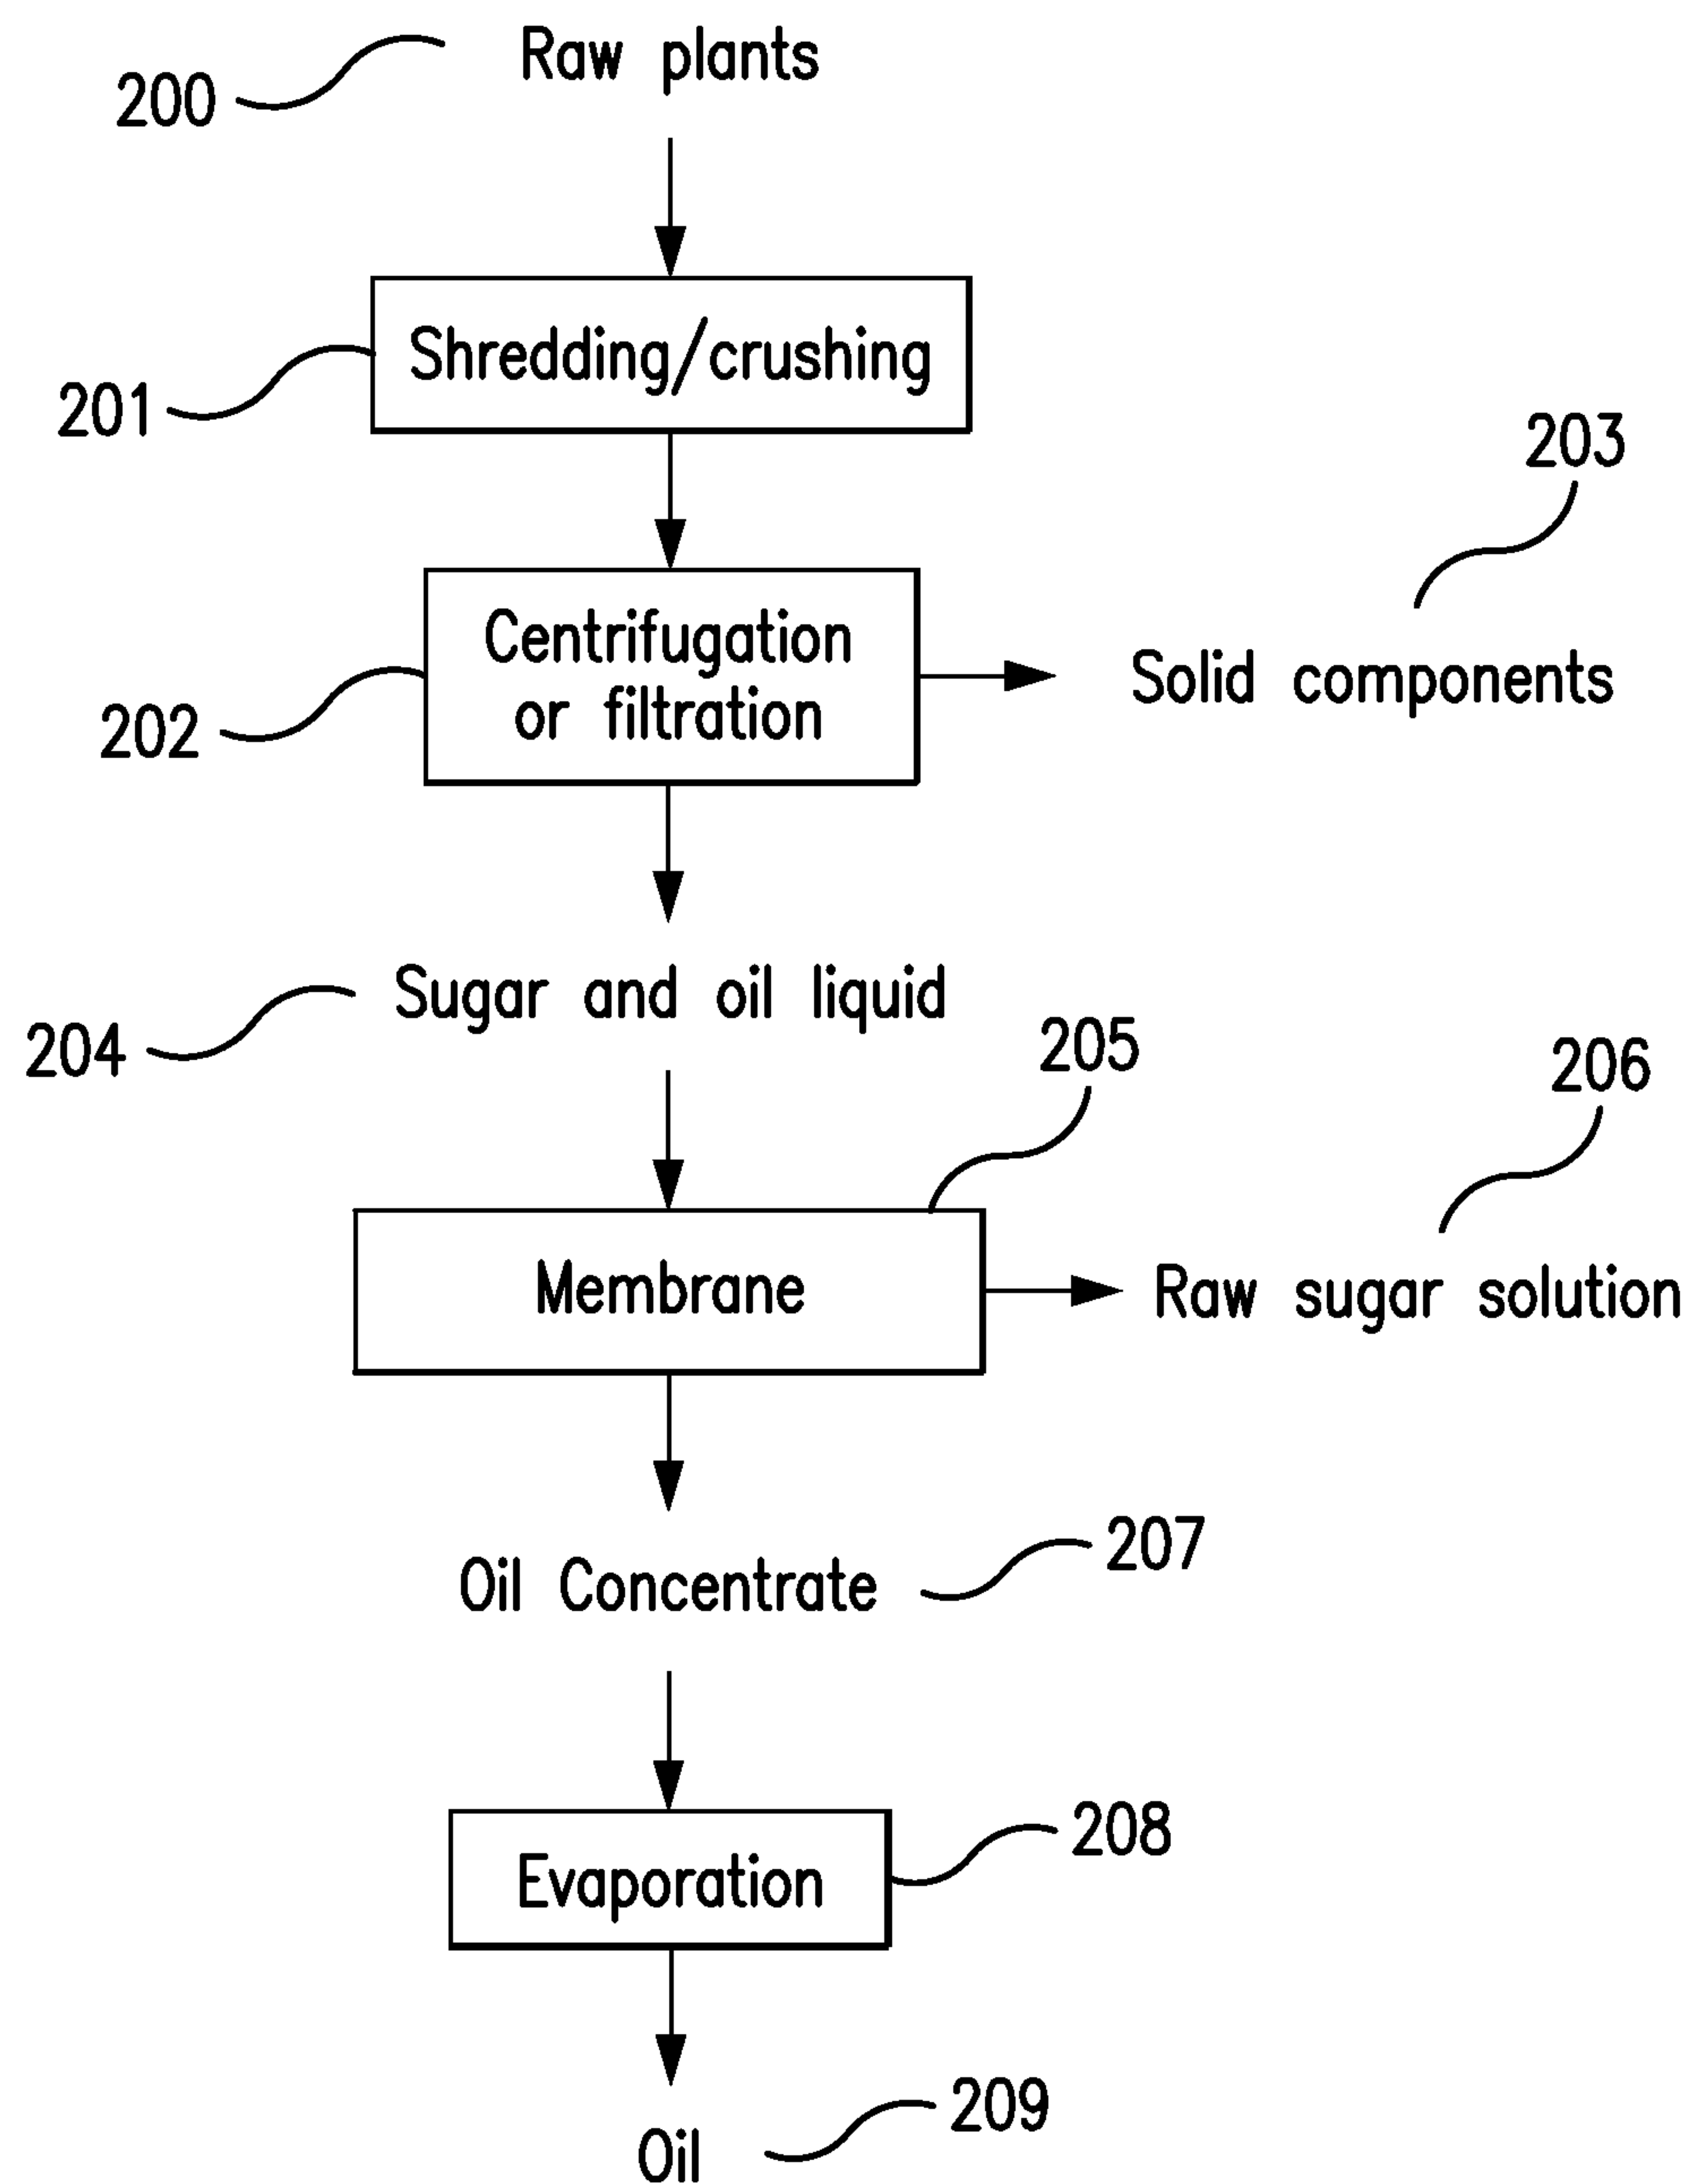 Raw plants
200
Shredding/crushing
201
203
Centrifugation
or filtration
Solid components
202
Sugar and oil liquid
204
205
206
Membrane
Raw sugar solution
207
Oil Concentrate
208
Evaporation
209
Oil